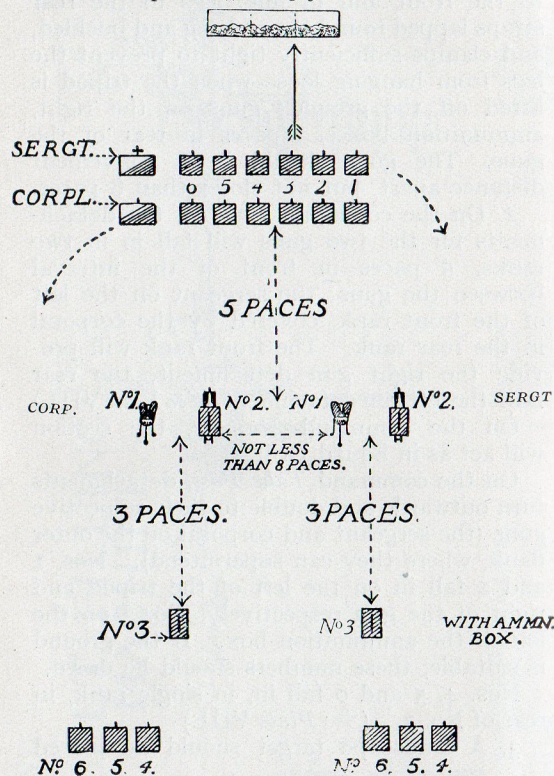 SERGT.
6 5 4 3 2 1
CORPL.
5 PACES
CORP. Nº1. Nº2. Nº1 Nº2. SERGT
NOT LESS
THAN 8 PACES.
3 PACES. 3 PACES.
Nº3 Nº3 WITH AMMN.
BOX.
Nº 6. 5. 4. Nº 6. 5. 4.